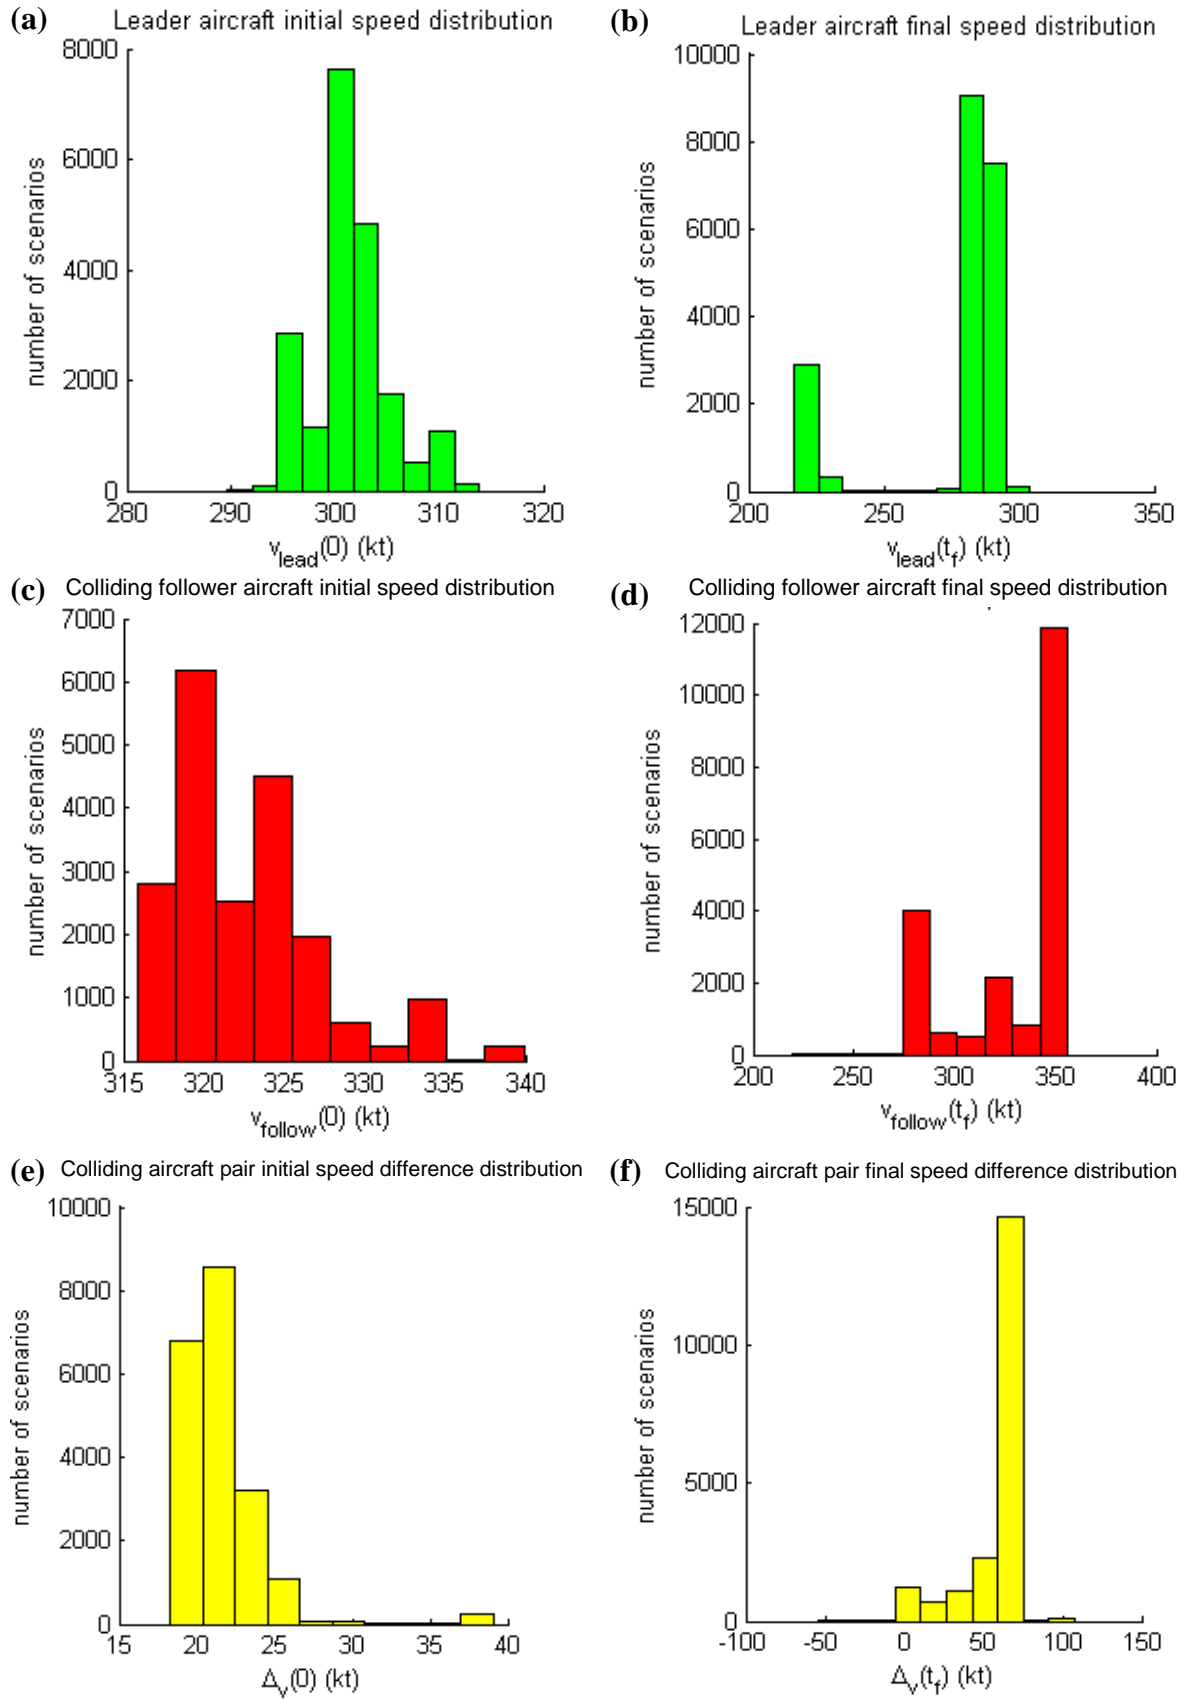 (a) Leader aircraft initial speed distribution
8000
6000
4000
2000
0
number of scenarios
280 290 300 310 320
v_lead(0) (kt)
(b) Leader aircraft final speed distribution
10000
8000
6000
4000
2000
0
number of scenarios
200 250 300 350
v_lead(t_f) (kt)
(c) Colliding follower aircraft initial speed distribution
7000
6000
5000
4000
3000
2000
1000
0
number of scenarios
315 320 325 330 335 340
v_follow(0) (kt)
(d) Colliding follower aircraft final speed distribution
12000
10000
8000
6000
4000
2000
0
number of scenarios
200 250 300 350 400
v_follow(t_f) (kt)
(e) Colliding aircraft pair initial speed difference distribution
10000
8000
6000
4000
2000
0
number of scenarios
15 20 25 30 35 40
Δ_v(0) (kt)
(f) Colliding aircraft pair final speed difference distribution
15000
10000
5000
0
number of scenarios
-100 -50 0 50 100 150
Δ_v(t_f) (kt)